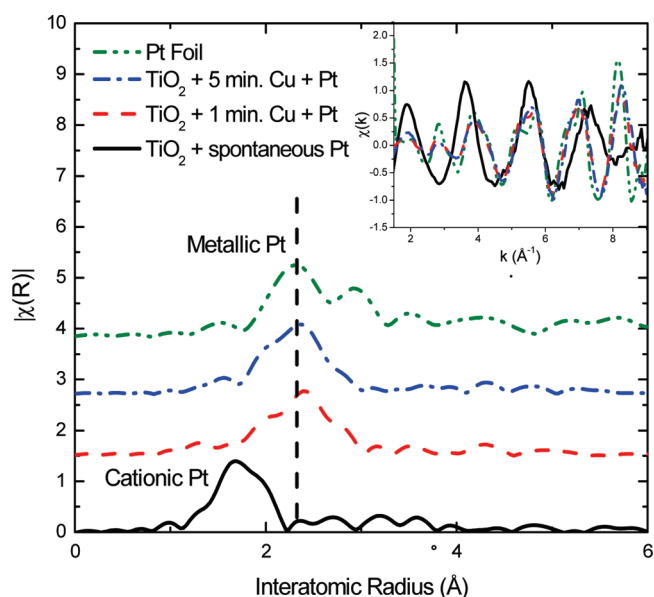 10
9
8
7
6
5
4
3
2
1
0
|χ(R)|
Pt Foil
TiO₂ + 5 min. Cu + Pt
TiO₂ + 1 min. Cu + Pt
TiO₂ + spontaneous Pt
Metallic Pt
Cationic Pt
0 2 4 6
Interatomic Radius (Å)
2.0
1.5
1.0
0.5
0.0
-0.5
-1.0
-1.5
χ(k)
2 4 6 8
k (Å⁻¹)